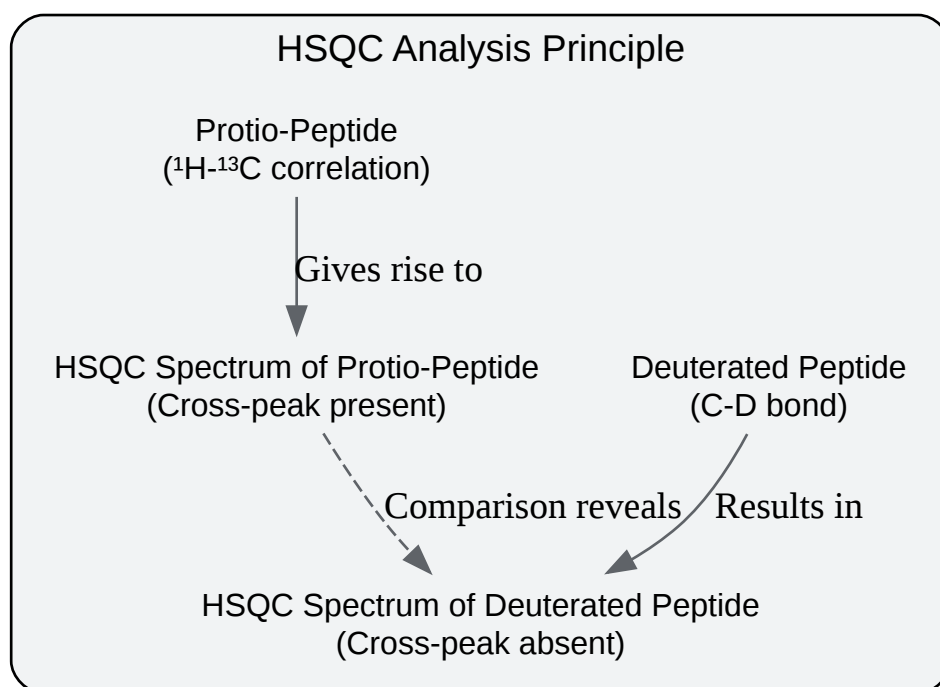 HSQC Analysis Principle
Protio-Peptide
(¹H-¹³C correlation)
Gives rise to
HSQC Spectrum of Protio-Peptide
(Cross-peak present)
Deuterated Peptide
(C-D bond)
Comparison reveals
Results in
HSQC Spectrum of Deuterated Peptide
(Cross-peak absent)